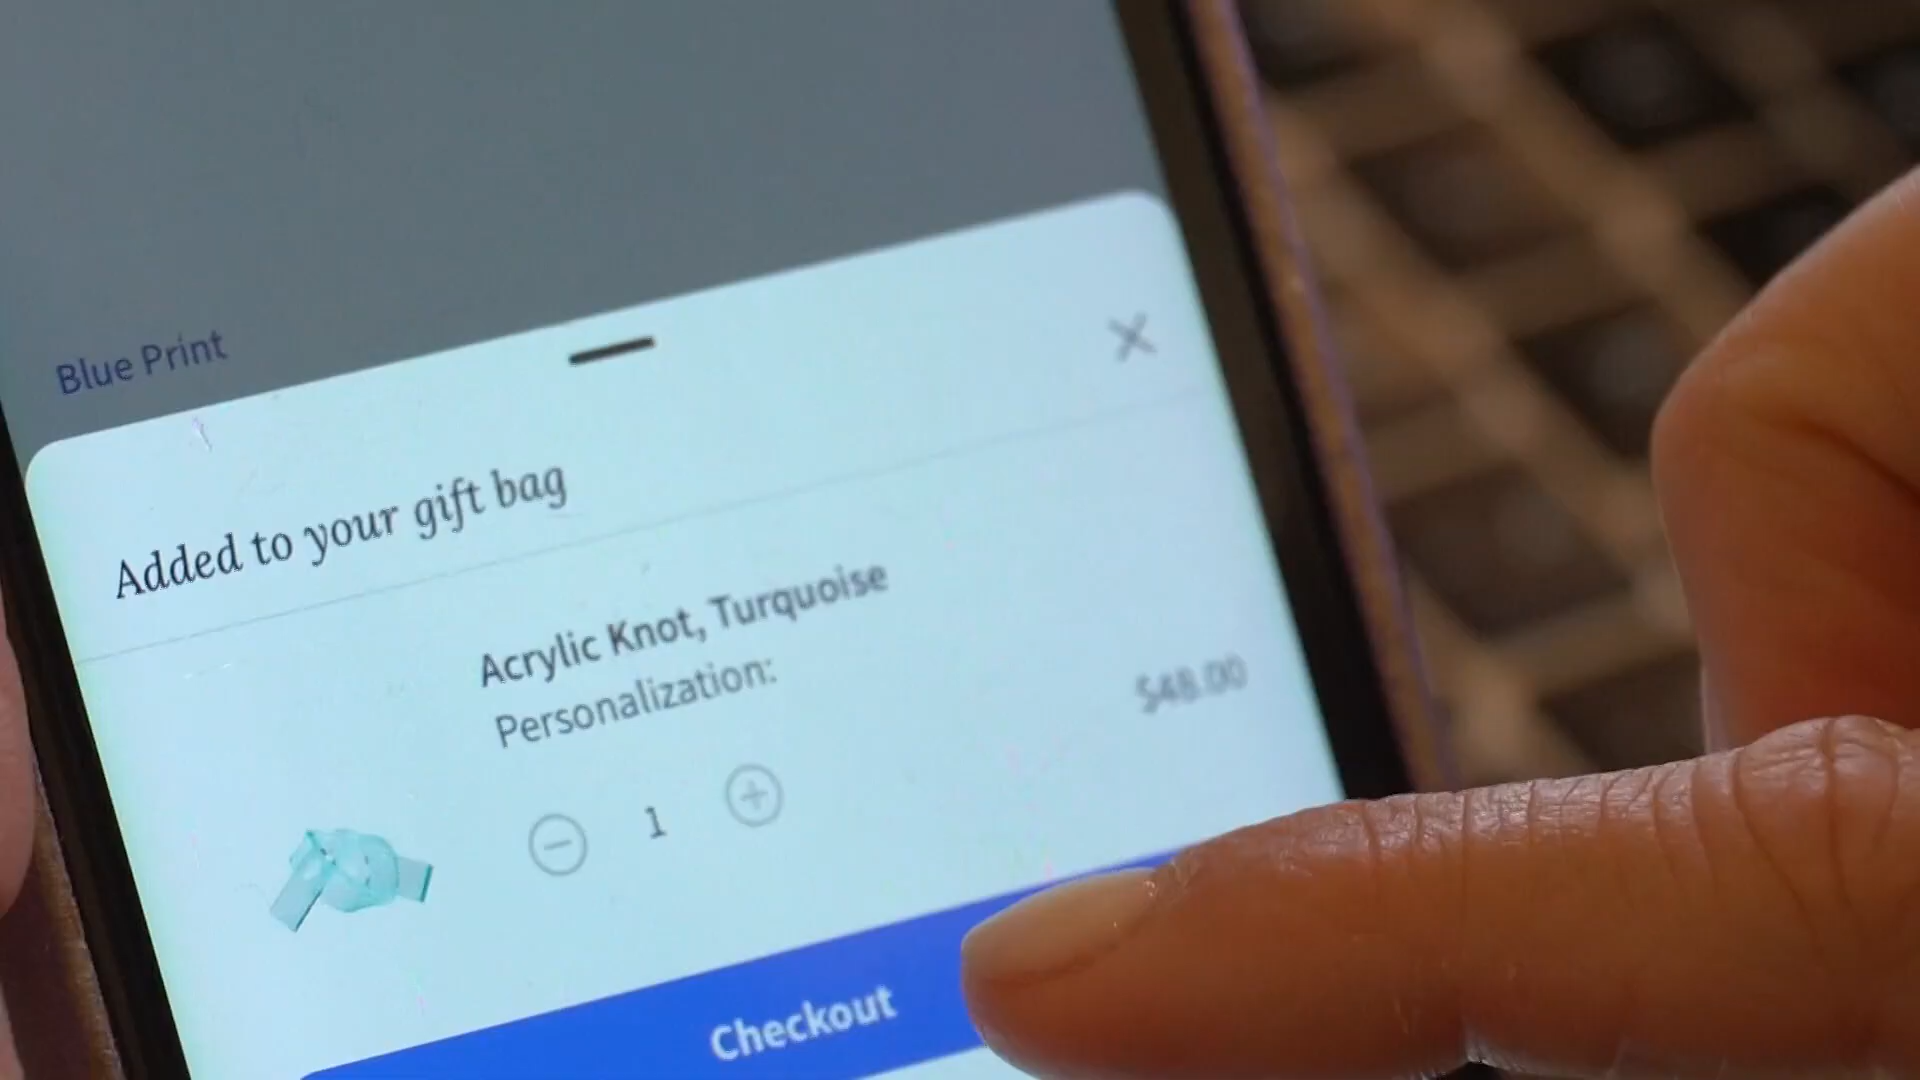 Blue Print
Added to your gift bag
Acrylic Knot, Turquoise
Personalization:
$48.00
1
Checkout